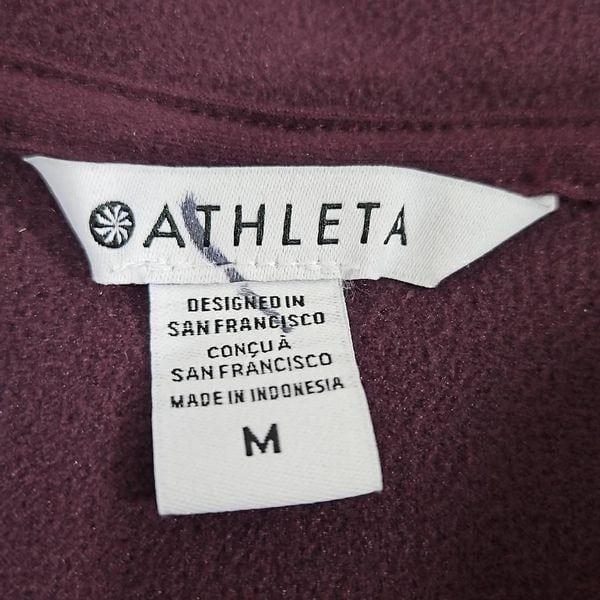 ATHLETA
DESIGNED IN
SAN FRANCISCO
CONÇU À
SAN FRANCISCO
MADE IN INDONESIA
M